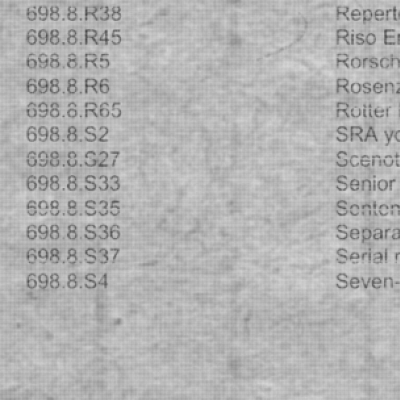 698.8.R38 Repert
698.8.R45 Riso En
698.8.R5 Rorsch
698.8.R6 Rosenz
698.8.R65 Rotter
698.8.S2 SRA yo
698.8.S27 Scenot
698.8.S33 Senior
698.8.S35 Senten
698.8.S36 Separa
698.8.S37 Serial r
698.8.S4 Seven-